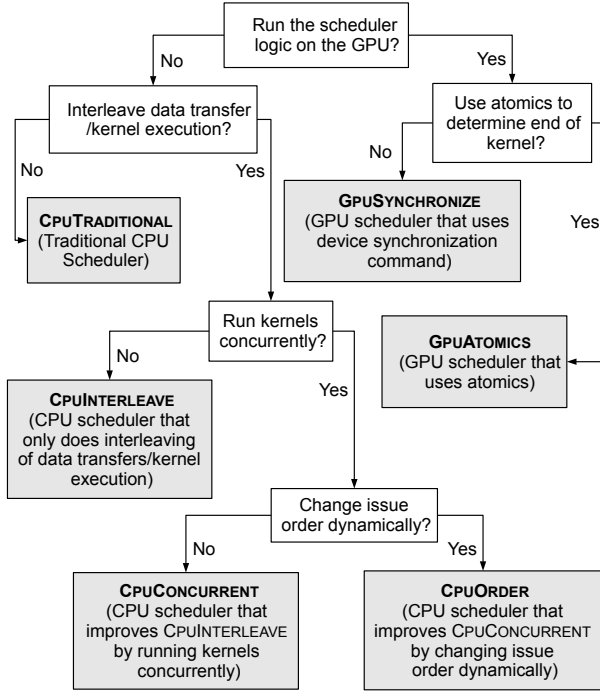 Run the scheduler
logic on the GPU?
No
Yes
Interleave data transfer
/kernel execution?
Use atomics to
determine end of
kernel?
No
Yes
No
Yes
CPUTRADITIONAL
(Traditional CPU
Scheduler)
GPUSYNCHRONIZE
(GPU scheduler that uses
device synchronization
command)
Run kernels
concurrently?
GPUATOMICS
(GPU scheduler that
uses atomics)
No
Yes
CPUINTERLEAVE
(CPU scheduler that
only does interleaving
of data transfers/kernel
execution)
Change issue
order dynamically?
No
Yes
CPUCONCURRENT
(CPU scheduler that
improves CPUINTERLEAVE
by running kernels
concurrently)
CPUORDER
(CPU scheduler that
improves CPUCONCURRENT
by changing issue
order dynamically)